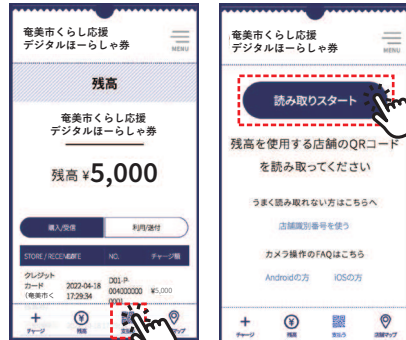 奄美市くらし応援
デジタルほーらしゃ券
MENU
残高
奄美市くらし応援
デジタルほーらしゃ券
残高 ¥5,000
購入/受信
利用/送付
STORE / RECEIVER
DATE
NO.
チャージ額
クレジット
カード
(奄美市く
2022-04-18
17:29:34
D01-P-
004000000
¥5,000
チャージ
残高
マップ
奄美市くらし応援
デジタルほーらしゃ券
MENU
読み取りスタート
残高を使用する店舗のQRコード
を読み取ってください
うまく読み取れない方はこちらへ
店舗識別番号を使う
カメラ操作のFAQはこちら
Androidの方
iOSの方
チャージ
残高
支払う
店舗マップ